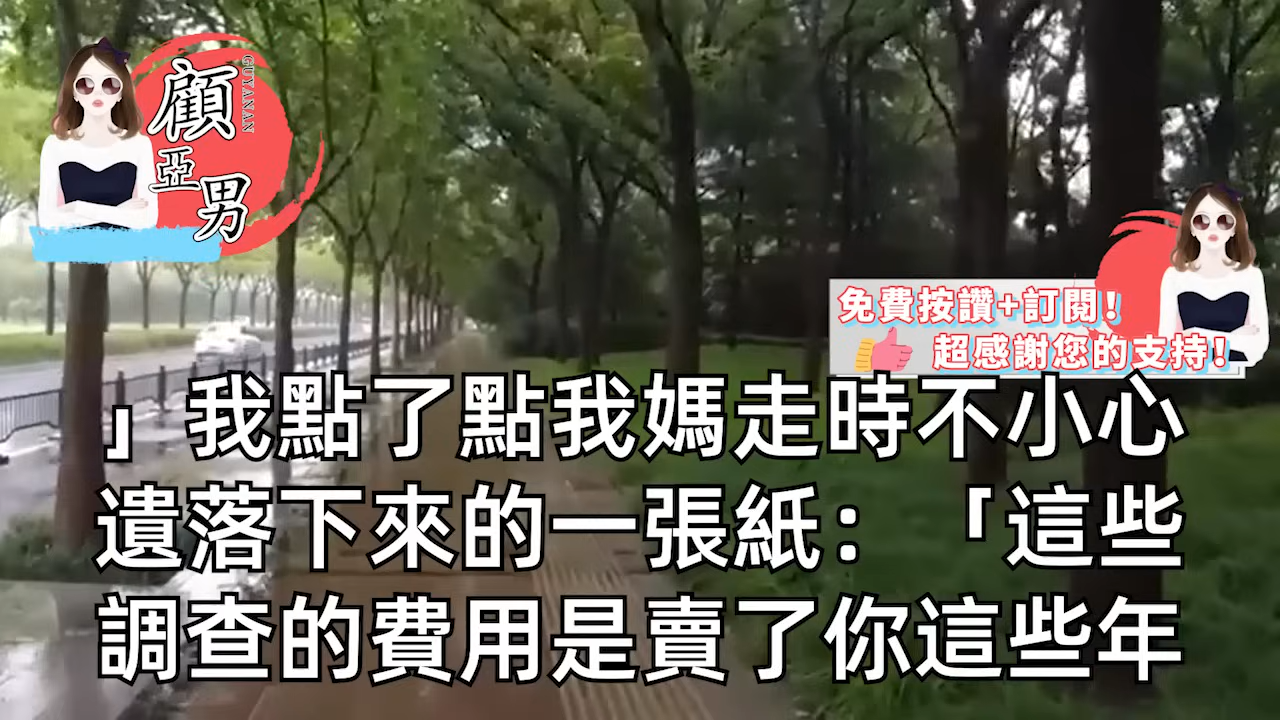 顧亞男
GUYANAN
免費按讚+訂閱!
超感謝您的支持!
」我點了點我媽走時不小心
遺落下來的一張紙：「這些
調查的費用是賣了你這些年